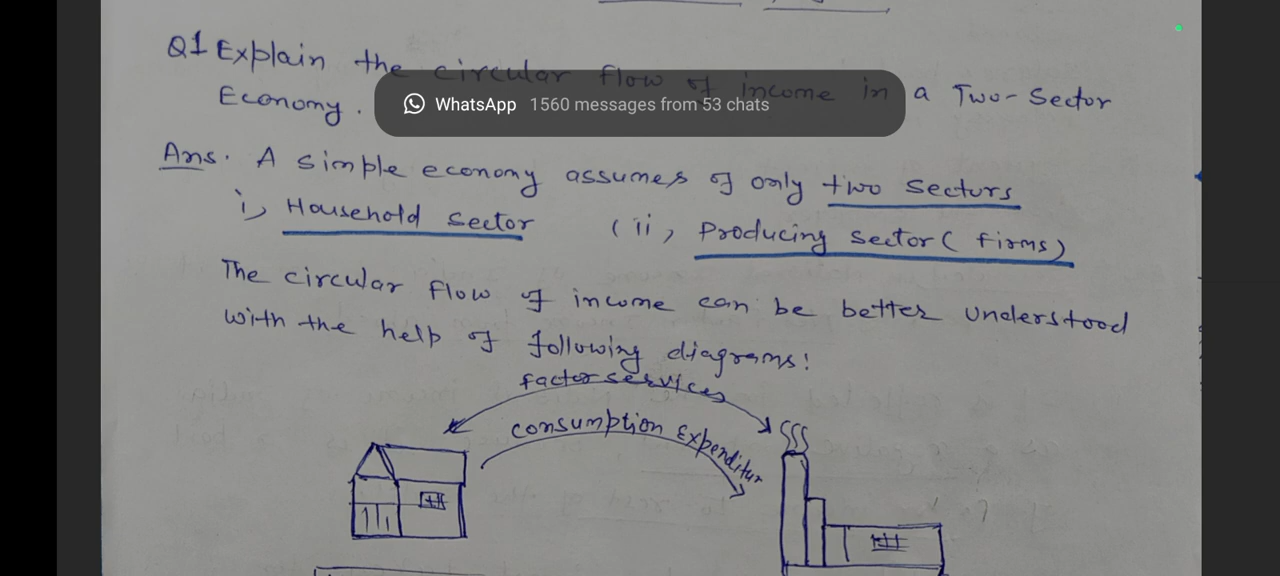 Q1 Explain the circular flow of income in a Two-Sector
Economy.
WhatsApp 1560 messages from 53 chats
Ans. A simple economy assumes of only two sectors
i, Household sector (ii, Producing sector ( firms)
The circular flow of income can be better understood
with the help of following diagrams!
factor services
consumption Expenditur